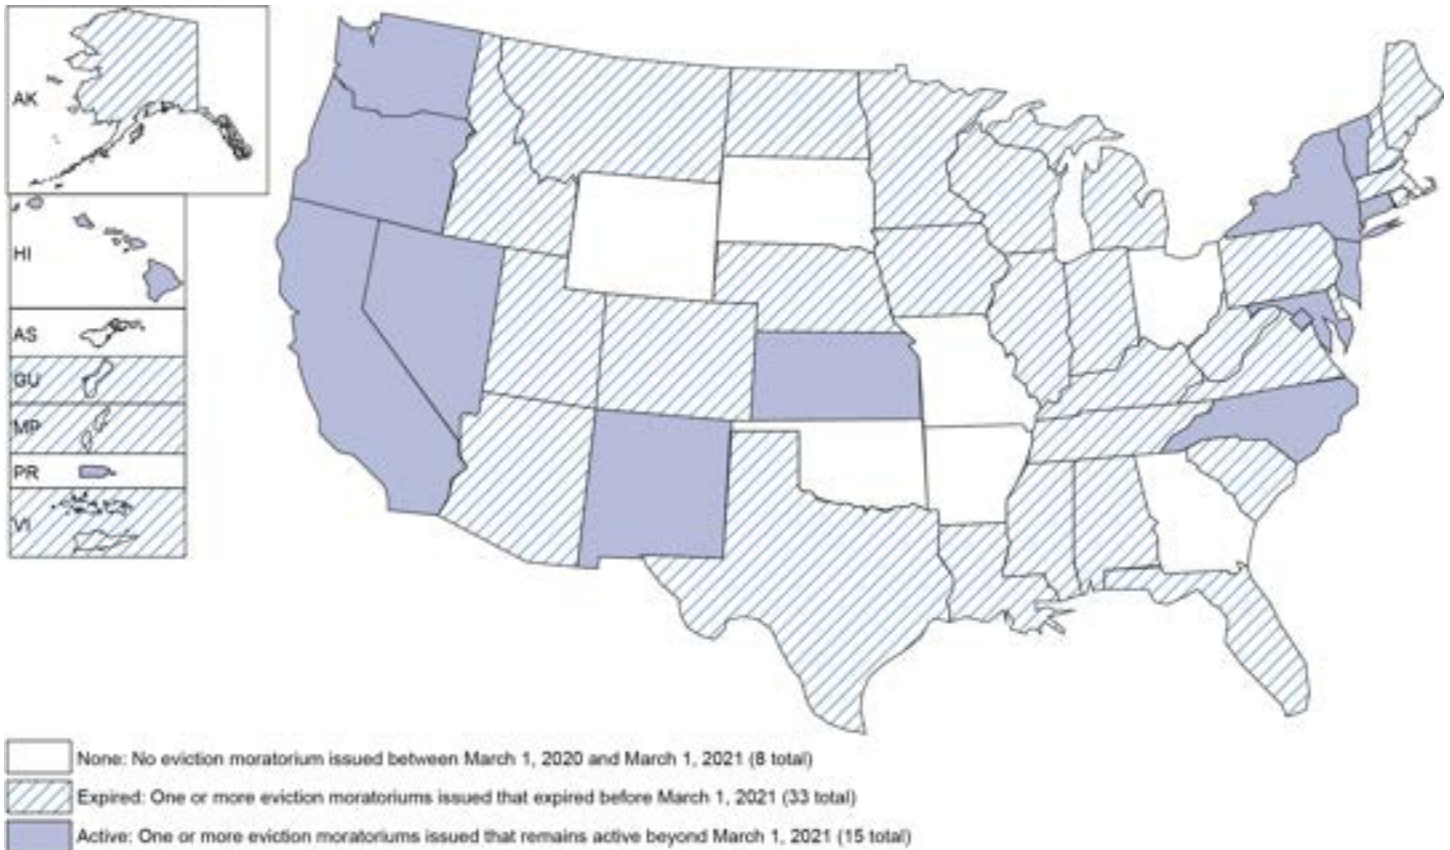 AK
HI
AS
GU
MP
PR
VI
None: No eviction moratorium issued between March 1, 2020 and March 1, 2021 (8 total)
Expired: One or more eviction moratoriums issued that expired before March 1, 2021 (33 total)
Active: One or more eviction moratoriums issued that remains active beyond March 1, 2021 (15 total)